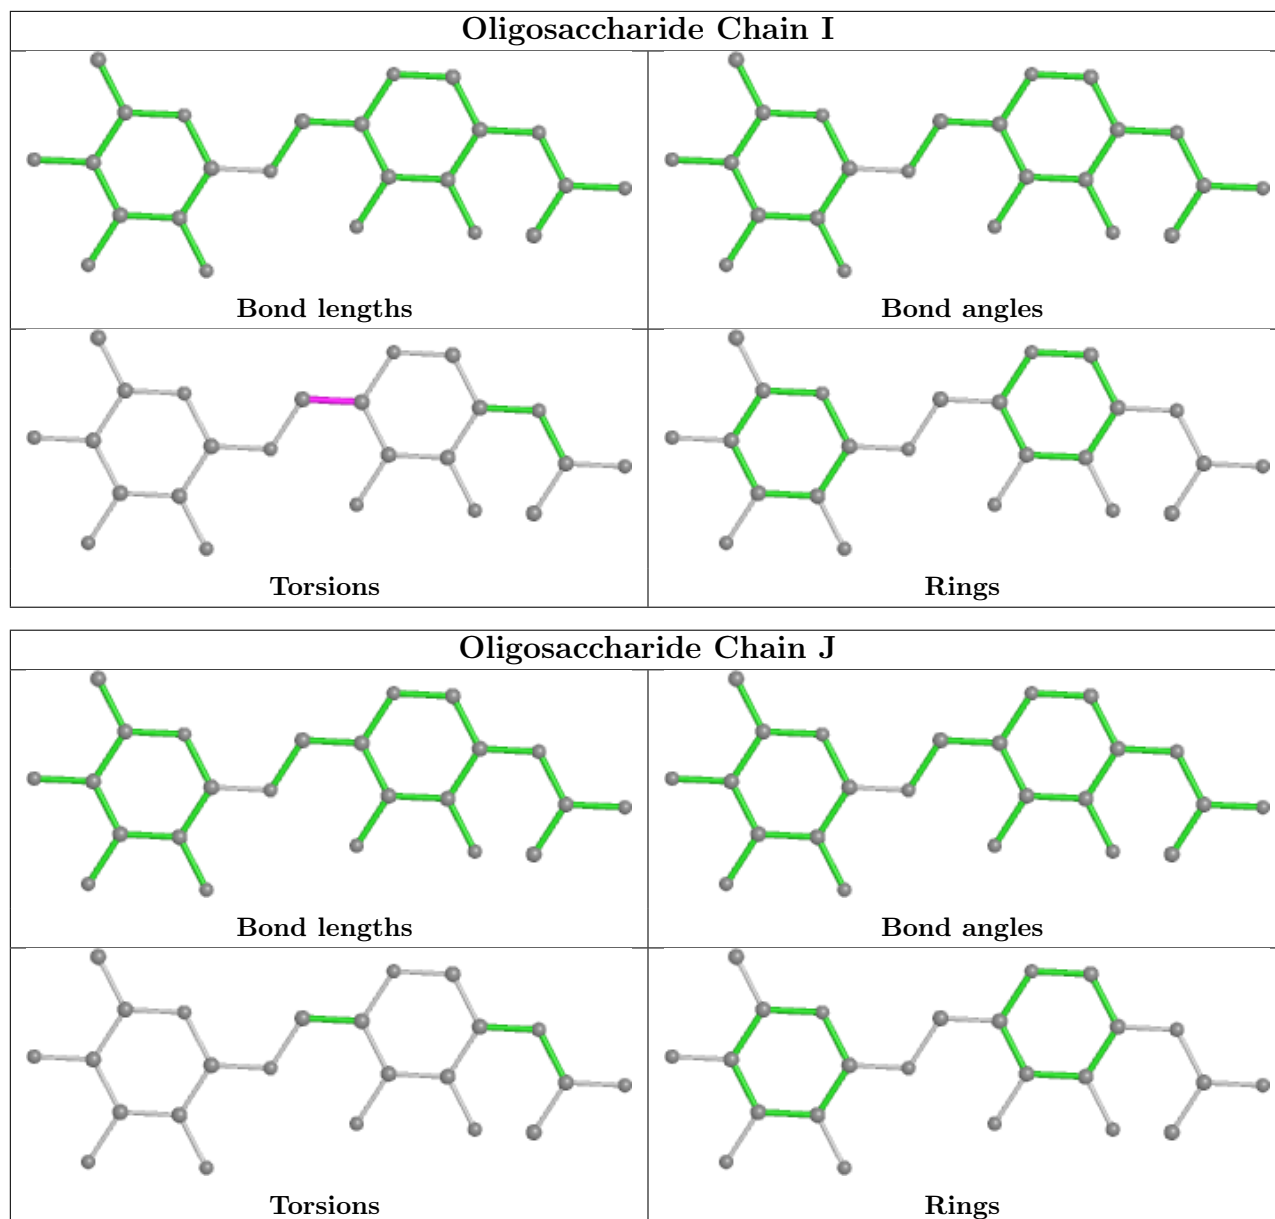 Oligosaccharide Chain I
Bond lengths
Bond angles
Torsions
Rings
Oligosaccharide Chain J
Bond lengths
Bond angles
Torsions
Rings